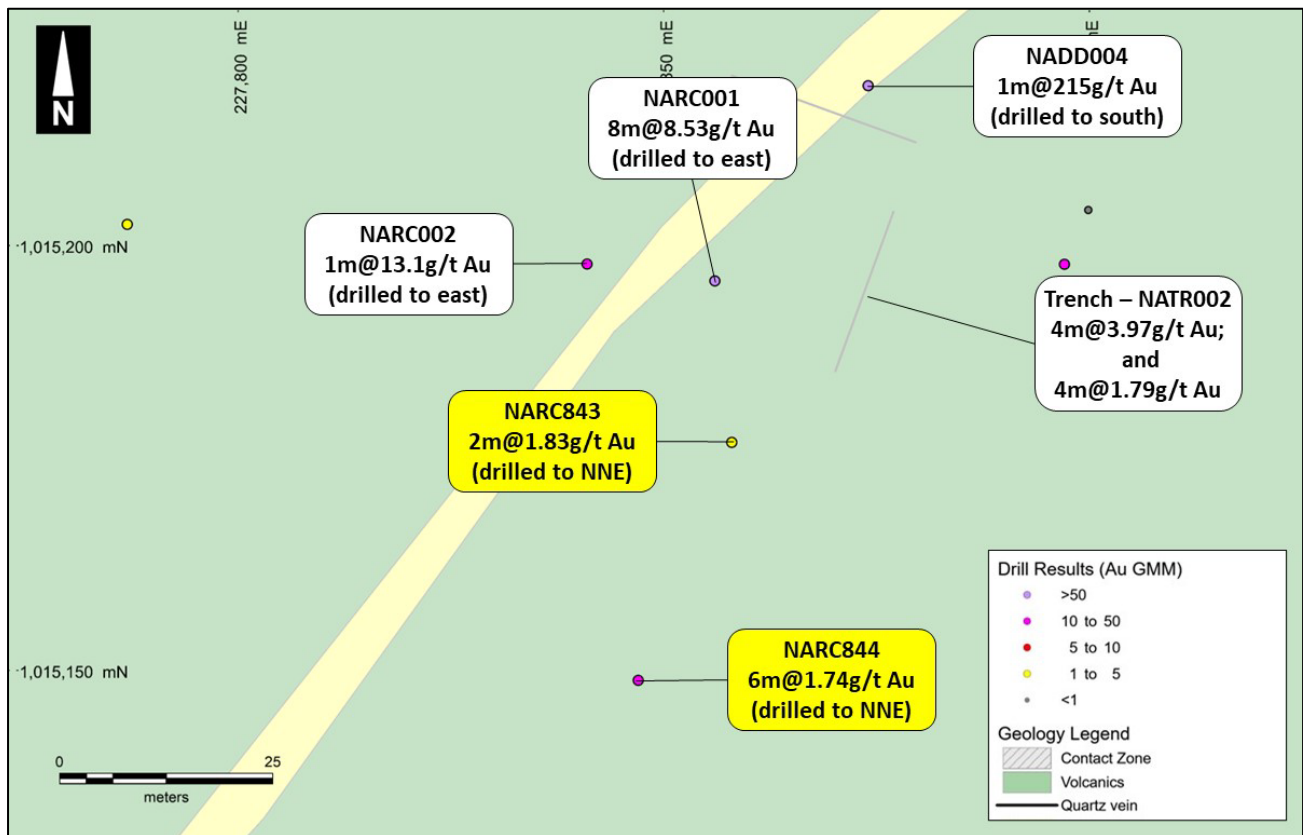 N
227,800 mE
850 mE
mE
NADD004
1m@215g/t Au
(drilled to south)
NARC001
8m@8.53g/t Au
(drilled to east)
1,015,200 mN
NARC002
1m@13.1g/t Au
(drilled to east)
Trench – NATR002
4m@3.97g/t Au;
and
4m@1.79g/t Au
NARC843
2m@1.83g/t Au
(drilled to NNE)
1,015,150 mN
NARC844
6m@1.74g/t Au
(drilled to NNE)
Drill Results (Au GMM)
>50
10 to 50
5 to 10
1 to 5
<1
Geology Legend
Contact Zone
Volcanics
Quartz vein
0 25
meters